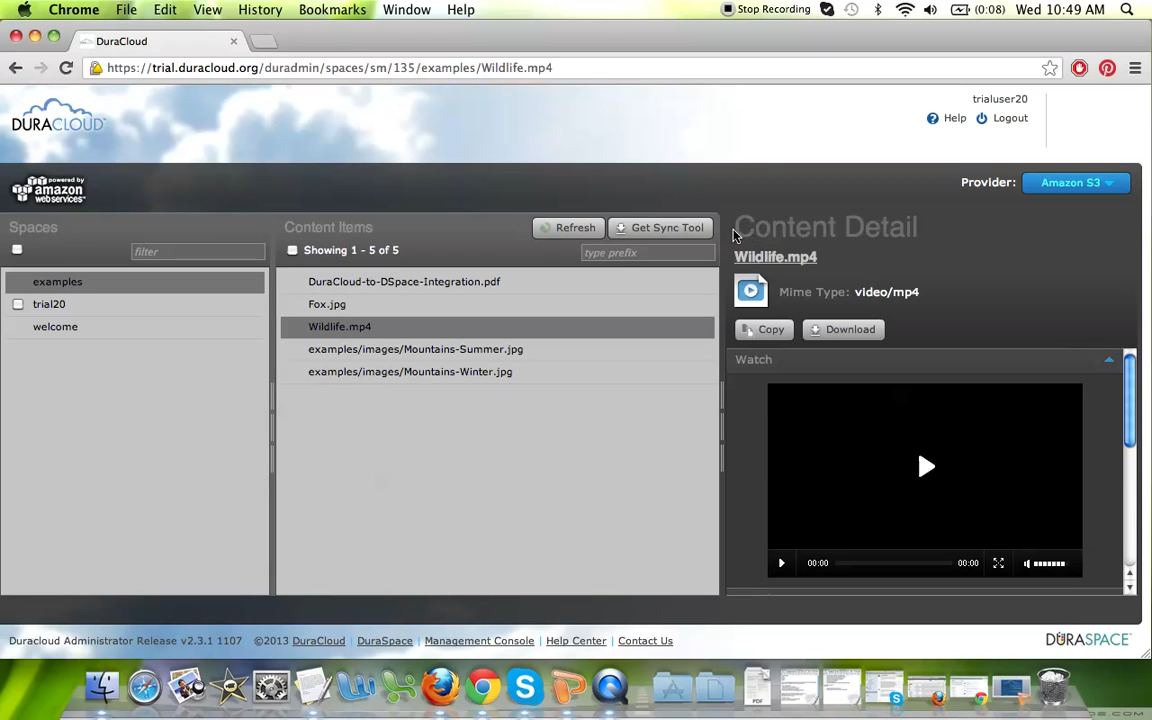 Chrome File Edit View History Bookmarks Window Help Stop Recording (0:08) Wed 10:49 AM
DuraCloud
https://trial.duracloud.org/duradmin/spaces/sm/135/examples/Wildlife.mp4
trialuser20
DURACLOUD
Help Logout
powered by
amazon
webservices™
Provider: Amazon S3
Spaces
Content Items
Refresh Get Sync Tool
Content Detail
filter
Showing 1 - 5 of 5
type prefix
Wildlife.mp4
examples
trial20
welcome
DuraCloud-to-DSpace-Integration.pdf
Fox.jpg
Wildlife.mp4
examples/images/Mountains-Summer.jpg
examples/images/Mountains-Winter.jpg
Mime Type: video/mp4
Copy Download
Watch
00:00 00:00
Duracloud Administrator Release v2.3.1 1107 ©2013 DuraCloud DuraSpace Management Console Help Center Contact Us
DURASPACE
PDF